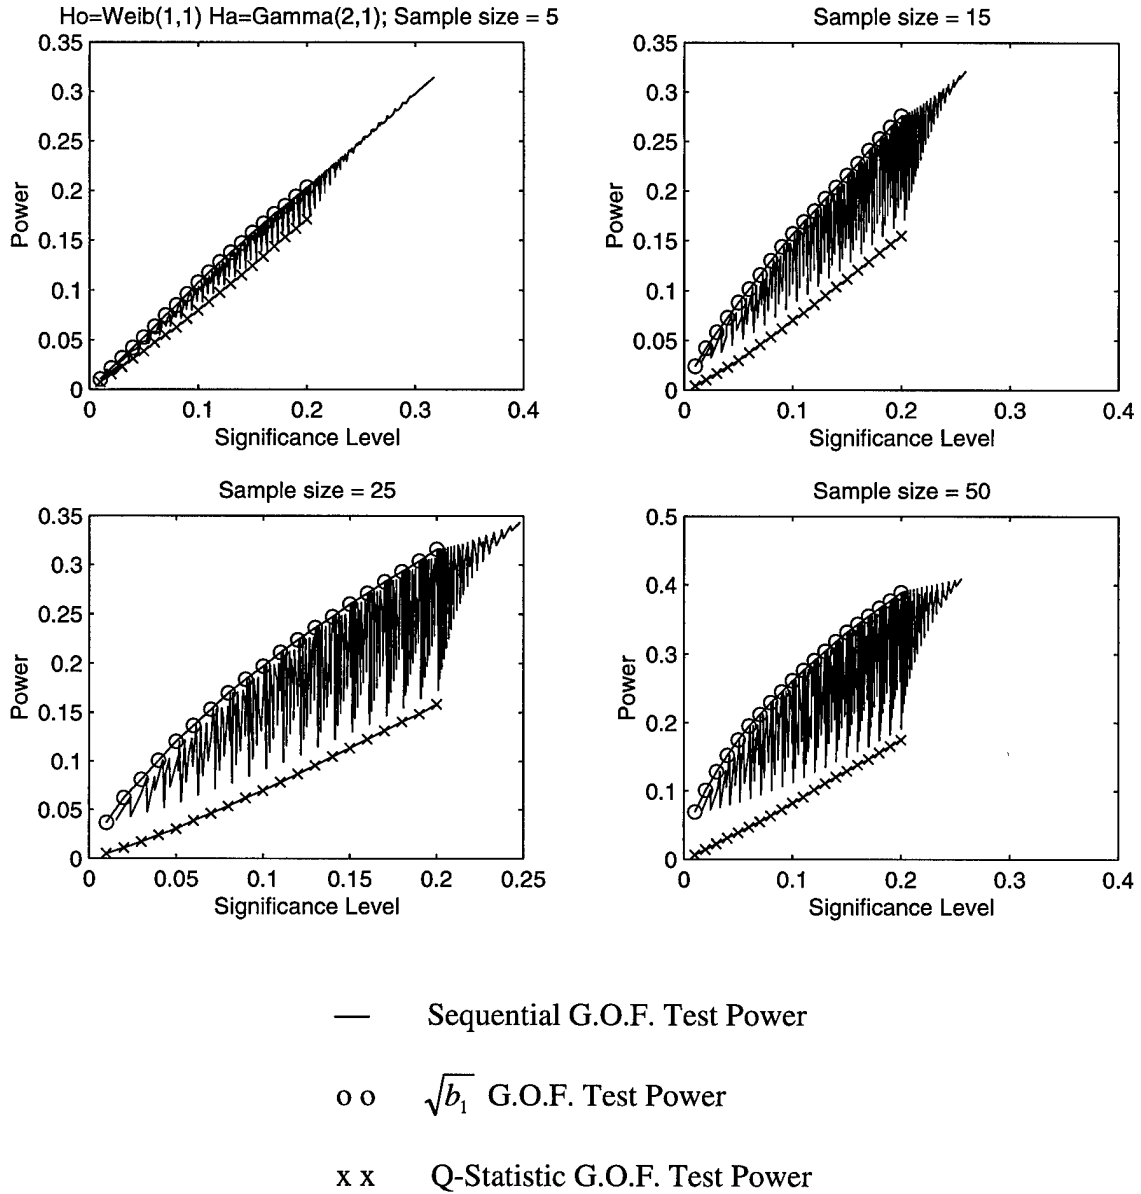 Ho=Weib(1,1) Ha=Gamma(2,1); Sample size = 5
0.35
0.3
0.25
0.2
0.15
0.1
0.05
0
Power
0 0.1 0.2 0.3 0.4
Significance Level
Sample size = 15
0.35
0.3
0.25
0.2
0.15
0.1
0.05
0
Power
0 0.1 0.2 0.3 0.4
Significance Level
Sample size = 25
0.35
0.3
0.25
0.2
0.15
0.1
0.05
0
Power
0 0.05 0.1 0.15 0.2 0.25
Significance Level
Sample size = 50
0.5
0.4
0.3
0.2
0.1
0
Power
0 0.1 0.2 0.3 0.4
Significance Level
— Sequential G.O.F. Test Power
o o √b₁ G.O.F. Test Power
x x Q-Statistic G.O.F. Test Power